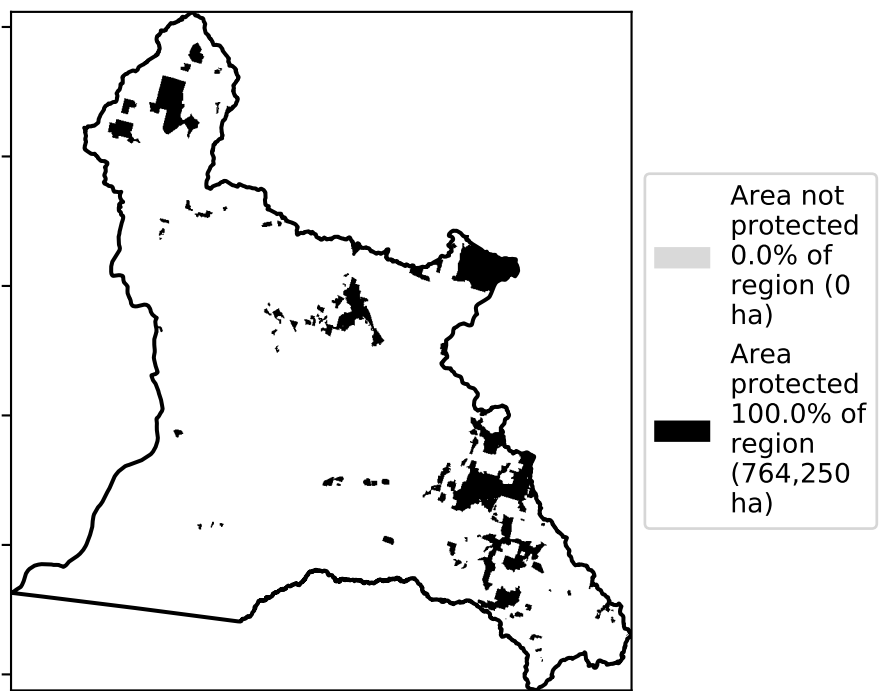 Area not
protected
0.0% of
region (0
ha)
Area
protected
100.0% of
region
(764,250
ha)